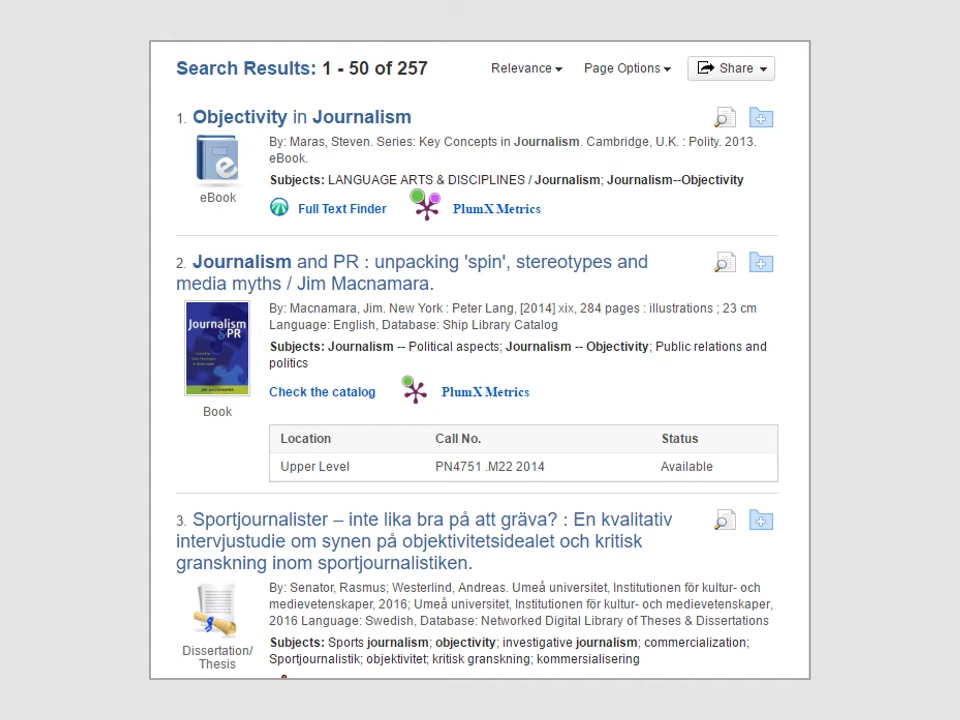 Search Results: 1 - 50 of 257
Relevance
Page Options
Share
1. Objectivity in Journalism
By: Maras, Steven. Series: Key Concepts in Journalism. Cambridge, U.K. : Polity. 2013.
eBook.
Subjects: LANGUAGE ARTS & DISCIPLINES / Journalism; Journalism--Objectivity
eBook
Full Text Finder
PlumX Metrics
2. Journalism and PR : unpacking 'spin', stereotypes and
media myths / Jim Macnamara.
By: Macnamara, Jim. New York : Peter Lang, [2014] xix, 284 pages : illustrations ; 23 cm
Language: English, Database: Ship Library Catalog
Subjects: Journalism -- Political aspects; Journalism -- Objectivity; Public relations and
politics
Journalism
& PR
Book
Check the catalog
PlumX Metrics
Location Call No. Status
Upper Level PN4751 .M22 2014 Available
3. Sportjournalister – inte lika bra på att gräva? : En kvalitativ
intervjustudie om synen på objektivitetsidealet och kritisk
granskning inom sportjournalistiken.
By: Senator, Rasmus; Westerlind, Andreas. Umeå universitet, Institutionen för kultur- och
medievetenskaper, 2016; Umeå universitet, Institutionen för kultur- och medievetenskaper,
2016 Language: Swedish, Database: Networked Digital Library of Theses & Dissertations
Subjects: Sports journalism; objectivity; investigative journalism; commercialization;
Sportjournalistik; objektivitet; kritisk granskning; kommersialisering
Dissertation/
Thesis